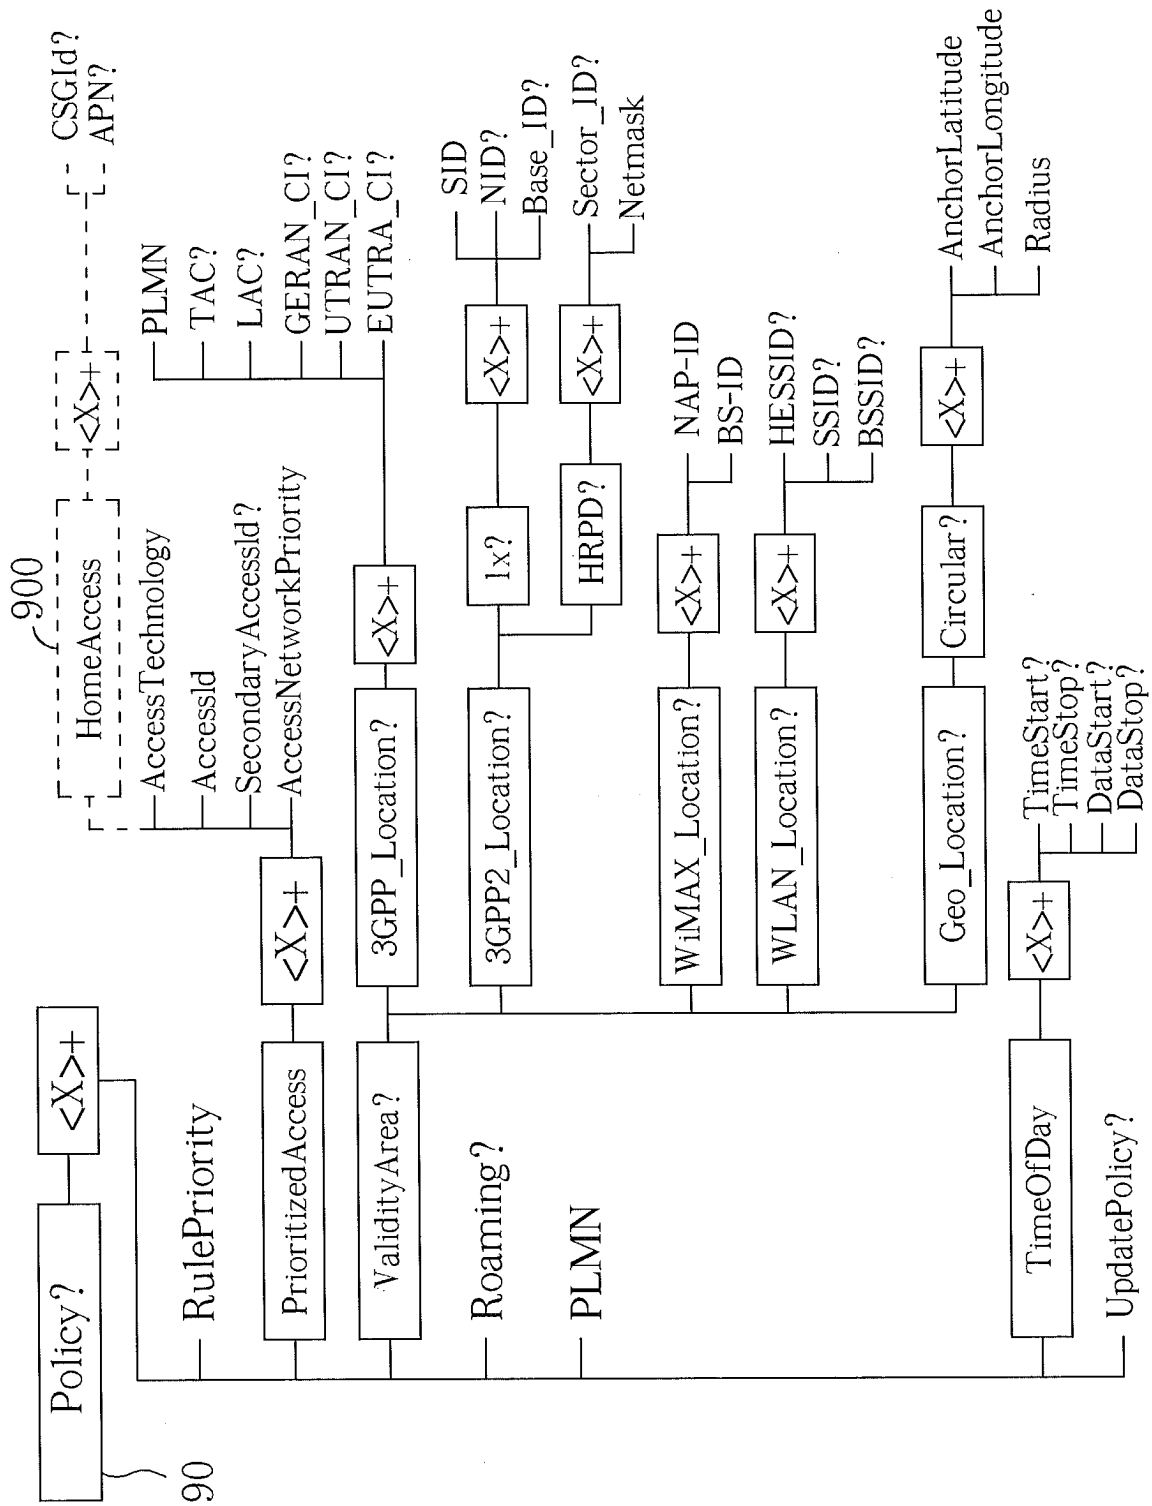 Policy?
<X>+
90
RulePriority
PrioritizedAccess
<X>+
900
HomeAccess
<X>+
CSGId?
APN?
AccessTechnology
AccessId
SecondaryAccessId?
AccessNetworkPriority
ValidityArea?
3GPP_Location?
<X>+
PLMN
TAC?
LAC?
GERAN_CI?
UTRAN_CI?
EUTRA_CI?
3GPP2_Location?
1x?
<X>+
SID
NID?
Base_ID?
HRPD?
<X>+
Sector_ID?
Netmask
WiMAX_Location?
<X>+
NAP-ID
BS-ID
WLAN_Location?
<X>+
HESSID?
SSID?
BSSID?
Geo_Location?
Circular?
<X>+
AnchorLatitude
AnchorLongitude
Radius
Roaming?
PLMN
TimeOfDay
<X>+
TimeStart?
TimeStop?
DataStart?
DataStop?
UpdatePolicy?